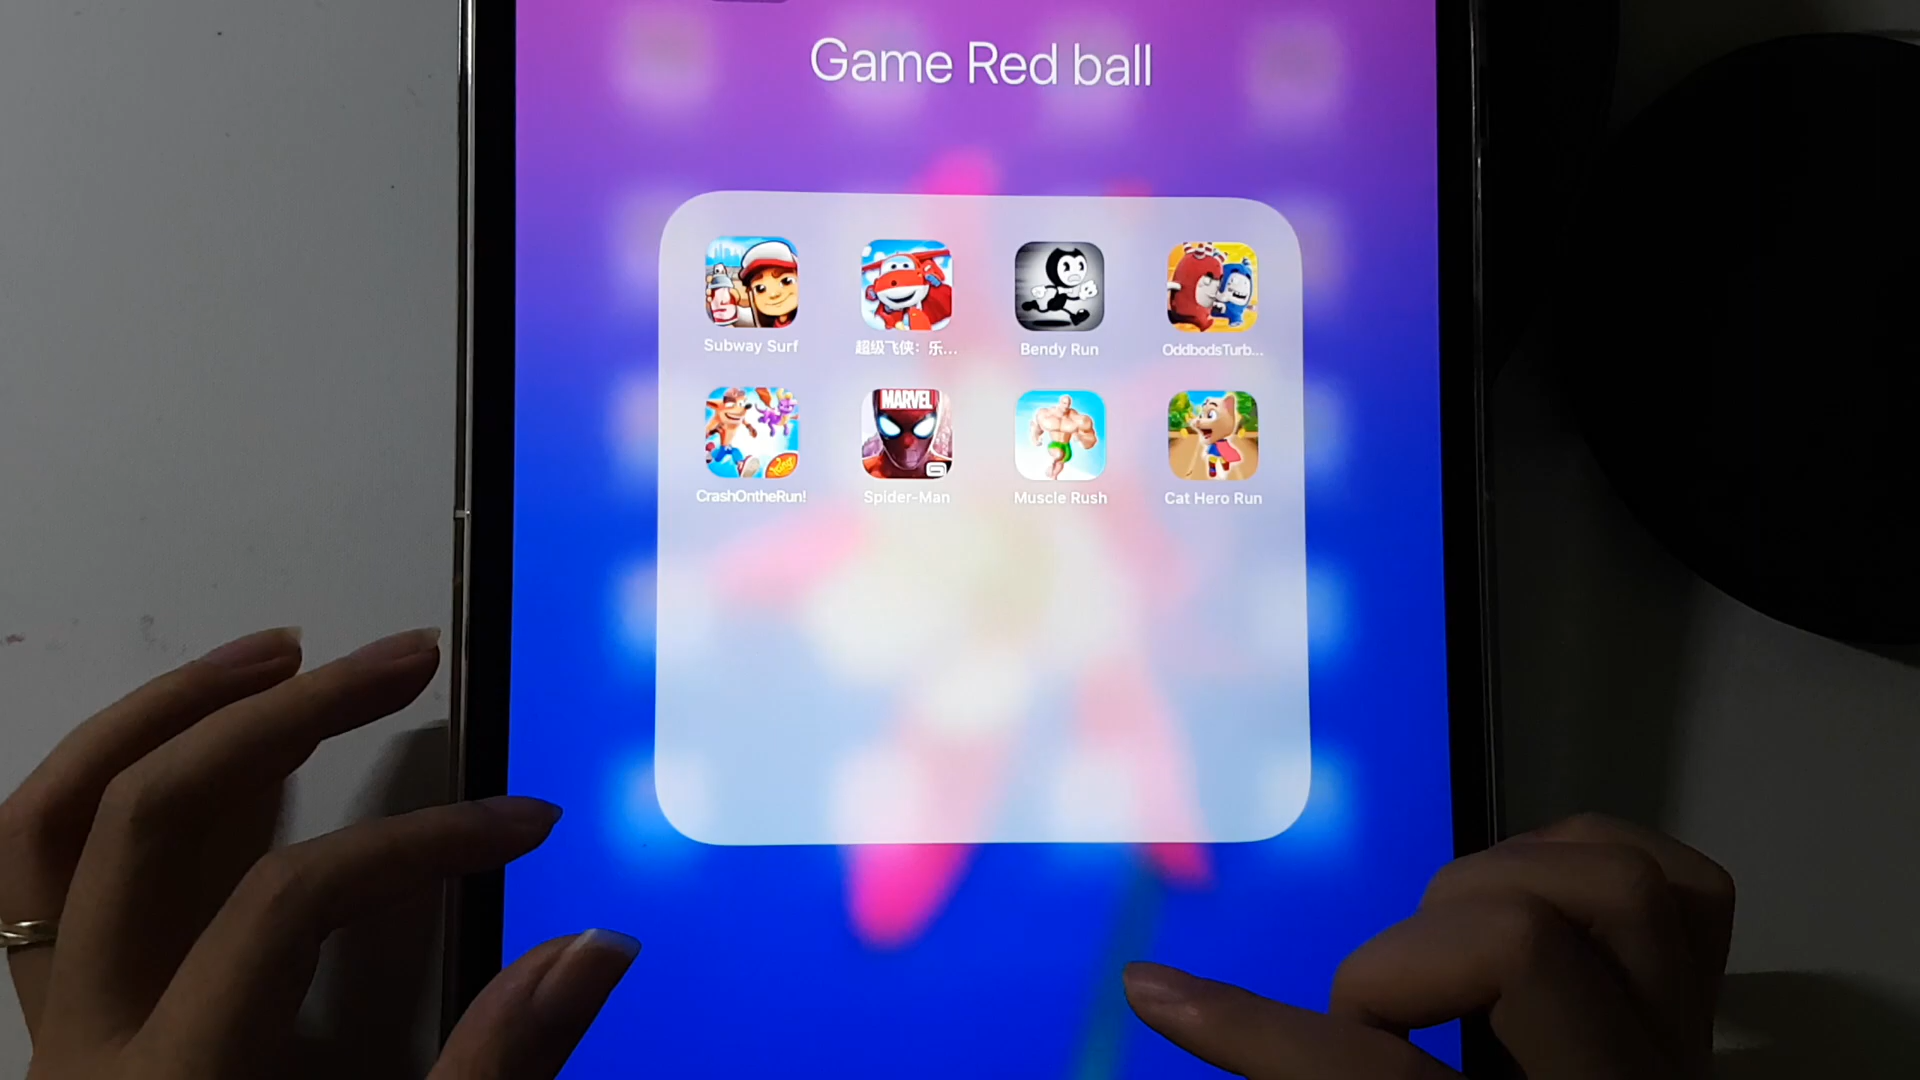 Game Red ball
Subway Surf
超级飞侠：乐...
Bendy Run
OddbodsTurb...
MARVEL
CrashOntheRun!
Spider-Man
Muscle Rush
Cat Hero Run